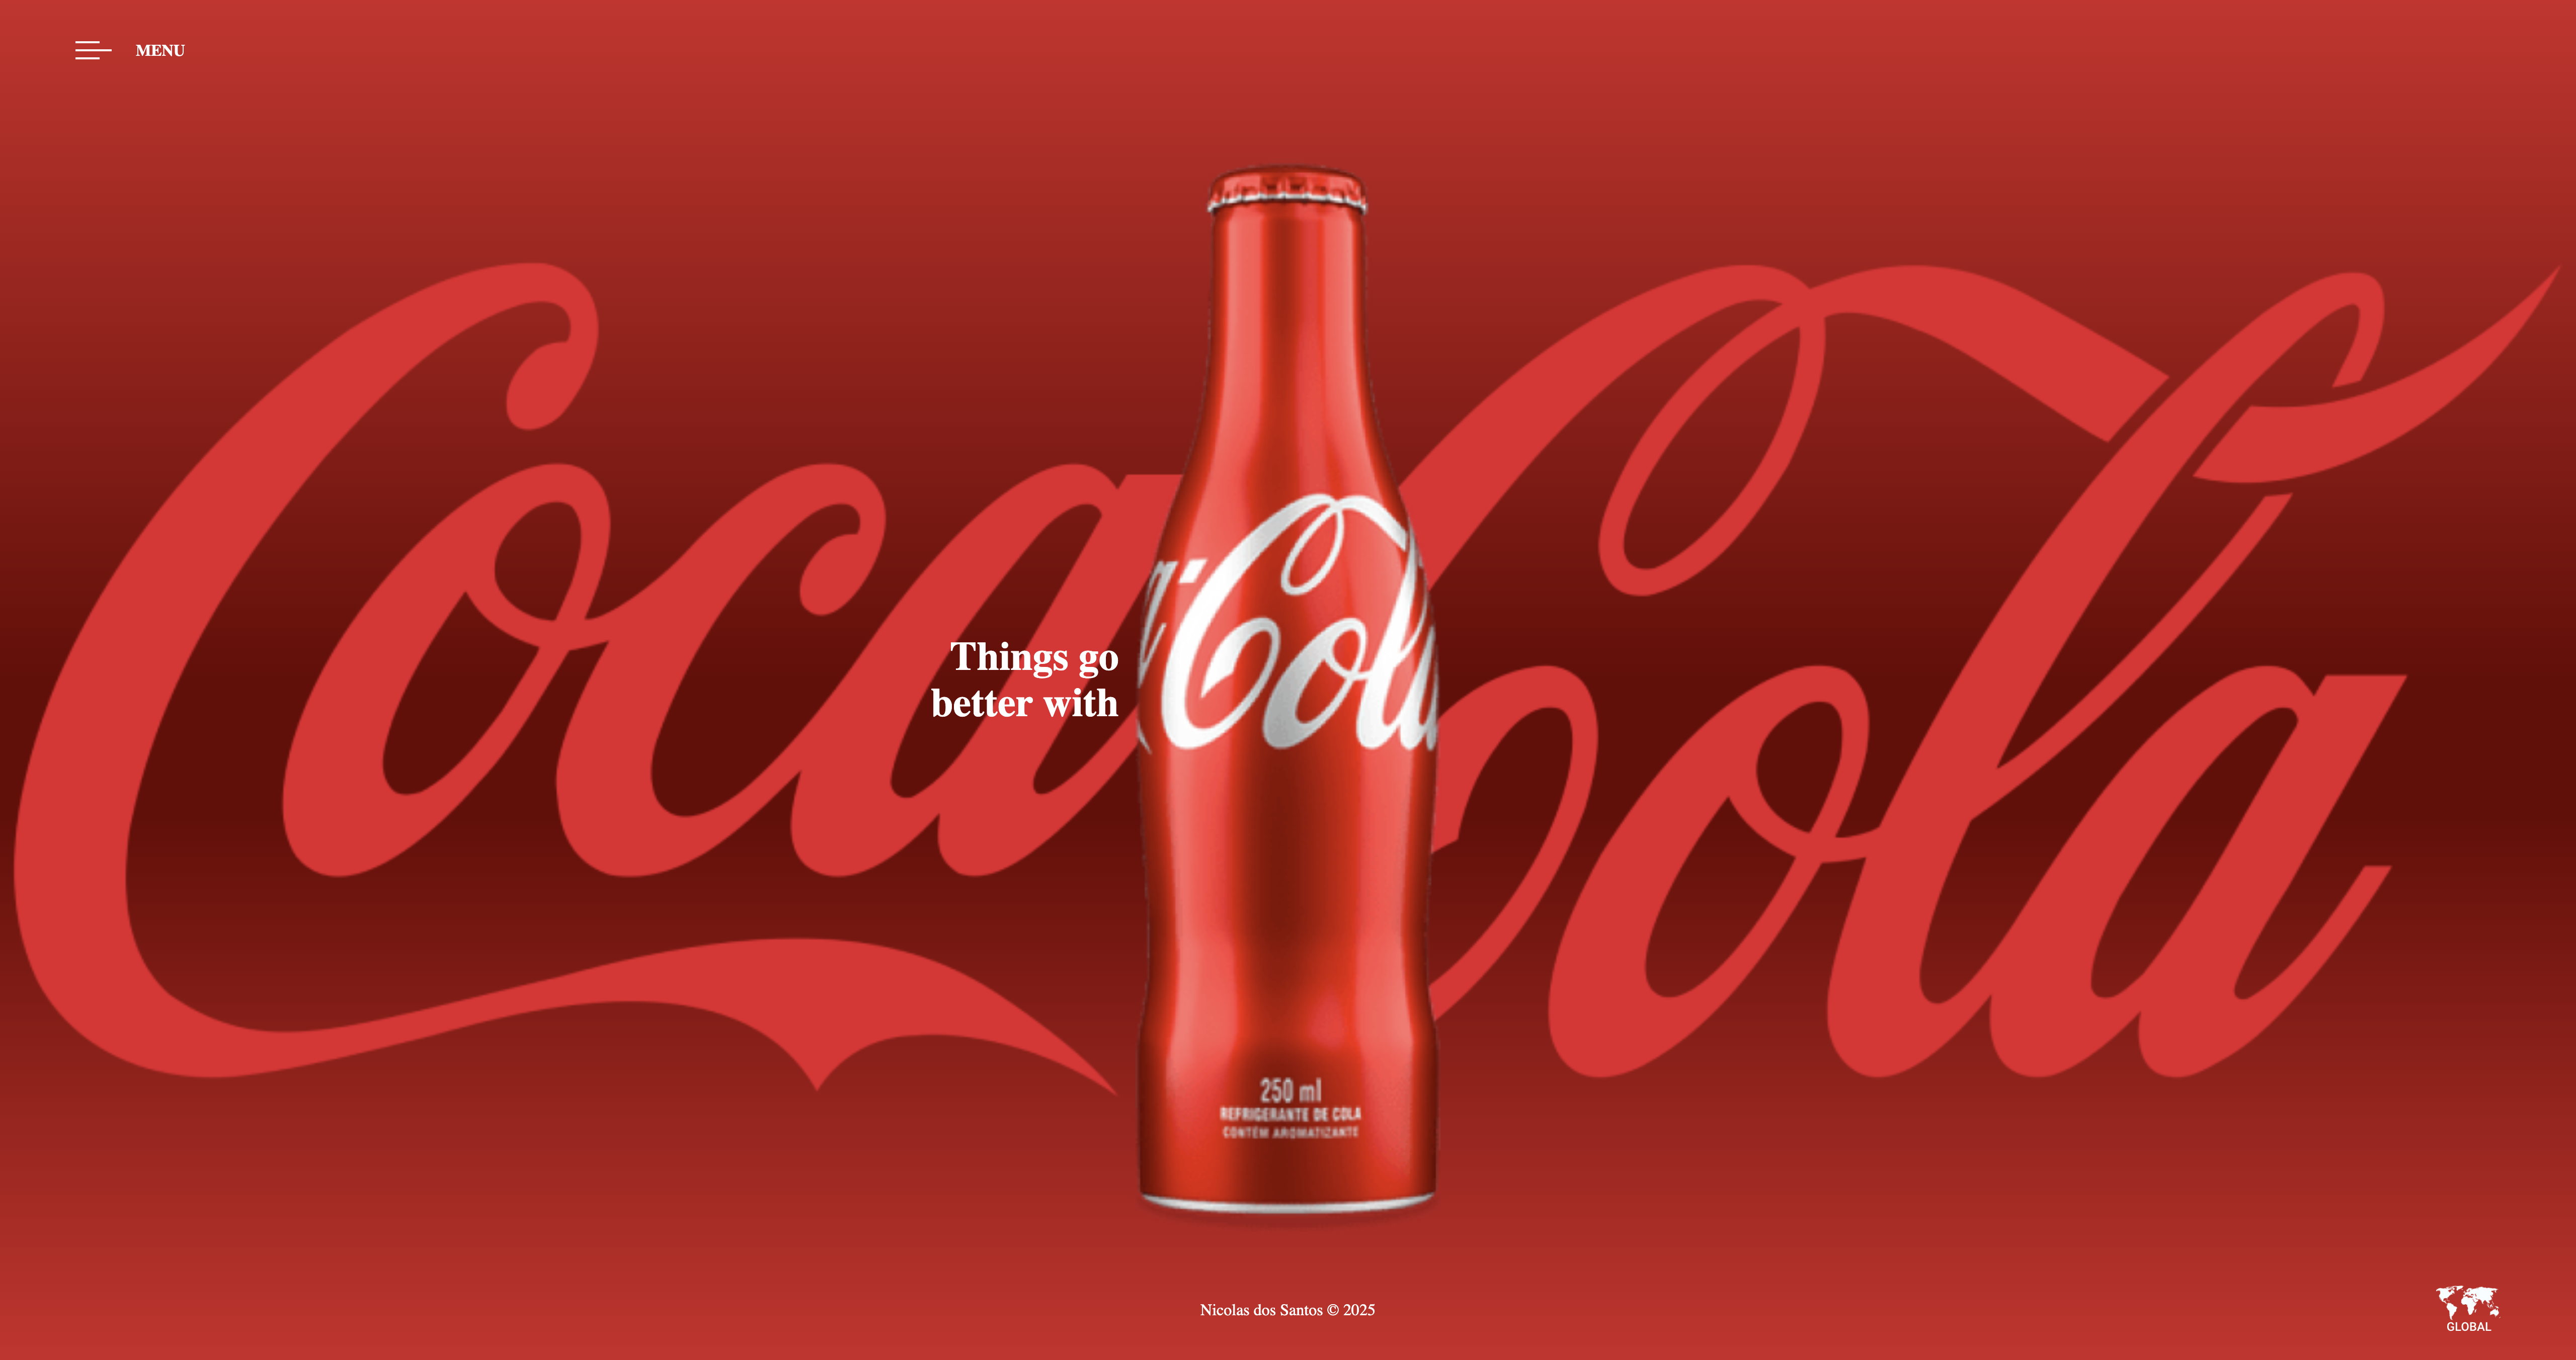 MENU
Coca-Cola
Things go
better with
a-Cola
250 ml
REFRIGERANTE DE COLA
CONTÉM AROMATIZANTE
Nicolas dos Santos © 2025
GLOBAL